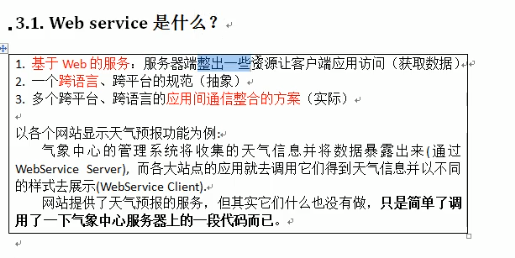 3.1. Web service 是什么？
1. 基于 Web 的服务：服务器端整出一些资源让客户端应用访问（获取数据）
2. 一个跨语言、跨平台的规范（抽象）
3. 多个跨平台、跨语言的应用间通信整合的方案（实际）
以各个网站显示天气预报功能为例:
气象中心的管理系统将收集的天气信息并将数据暴露出来(通过
WebService Server), 而各大站点的应用就去调用它们得到天气信息并以不同
的样式去展示(WebService Client).
网站提供了天气预报的服务，但其实它们什么也没有做，只是简单了调
用了一下气象中心服务器上的一段代码而已。